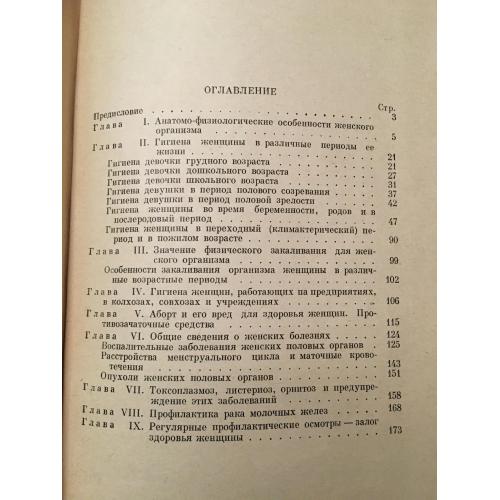 ОГЛАВЛЕНИЕ
Стр.
Предисловие . . . . . . . . . . . . . . . . . 3
Глава I. Анатомо-физиологические особенности женского
организма . . . . . . . . . . . . . . . . . 5
Глава II. Гигиена женщины в различные периоды ее
жизни . . . . . . . . . . . . . . . . . 21
Гигиена девочки грудного возраста . . . . . . . . 21
Гигиена девочки дошкольного возраста . . . . . . . 27
Гигиена девочки школьного возраста . . . . . . . 31
Гигиена девушки в период полового созревания . . . . 37
Гигиена девушки в период половой зрелости . . . . . 42
Гигиена женщины во время беременности, родов и в
послеродовый период . . . . . . . . . . . . 47
Гигиена женщины в переходный (климактерический) пе-
риод и в пожилом возрасте . . . . . . . . . . 90
Глава III. Значение физического закаливания для жен-
ского организма . . . . . . . . . . . . . . 99
Особенности закаливания организма женщины в различ-
ные возрастные периоды . . . . . . . . . . . 102
Глава IV. Гигиена женщин, работающих на предприятиях,
в колхозах, совхозах и учреждениях . . . . . . . 106
Глава V. Аборт и его вред для здоровья женщин. Про-
тивозачаточные средства . . . . . . . . . . . 115
Глава VI. Общие сведения о женских болезнях . . . . 124
Воспалительные заболевания женских половых органов . 125
Расстройства менструального цикла и маточные крово-
течения . . . . . . . . . . . . . . . . . 143
Опухоли женских половых органов . . . . . . . . 151
Глава VII. Токсоплазмоз, листериоз, орнитоз и предупре-
ждение этих заболеваний . . . . . . . . . . . 158
Глава VIII. Профилактика рака молочных желез . . . . 168
Глава IX. Регулярные профилактические осмотры — залог
здоровья женщины . . . . . . . . . . . . . 173